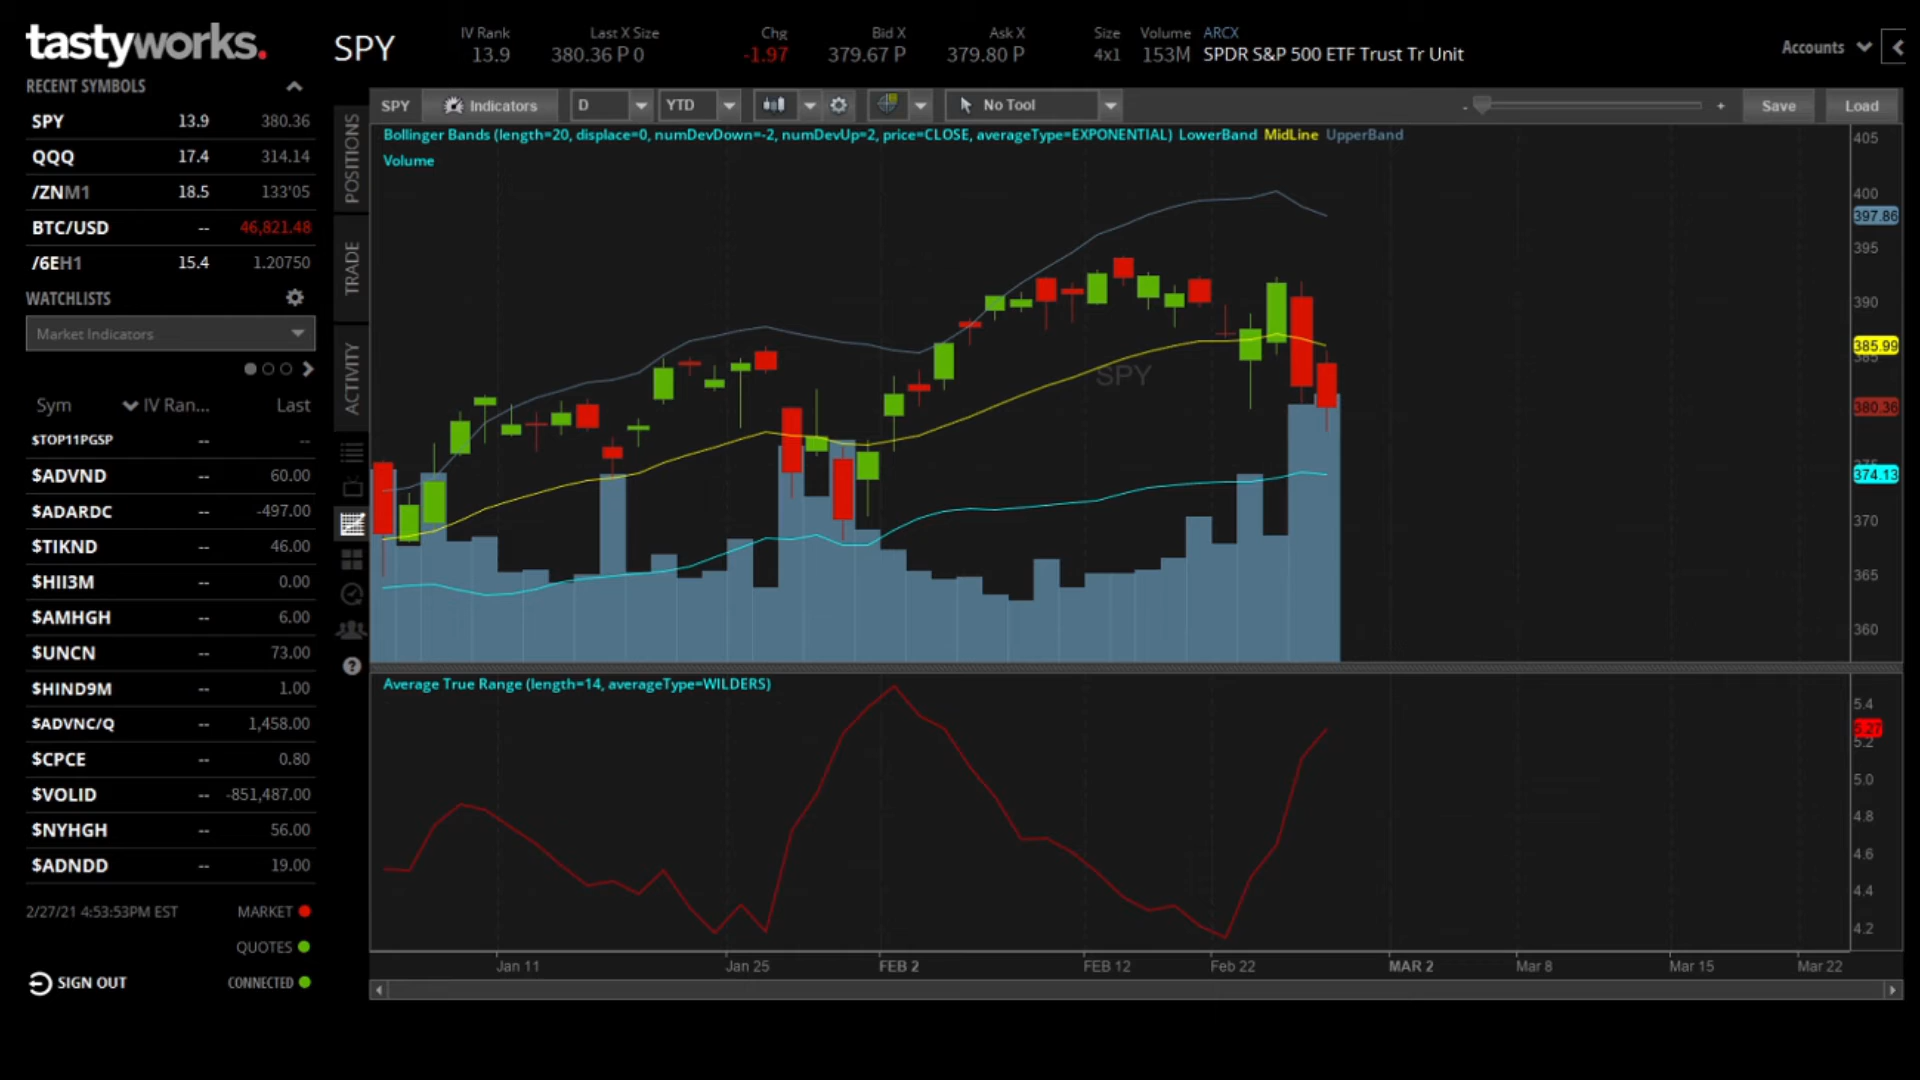 tastyworks.
SPY
IV Rank
13.9
Last X Size
380.36 P 0
Chg
-1.97
Bid X
379.67 P
Ask X
379.80 P
Size
4x1
Volume
153M
ARCX
SPDR S&P 500 ETF Trust Tr Unit
Accounts
RECENT SYMBOLS
SPY 13.9 380.36
QQQ 17.4 314.14
/ZNM1 18.5 133'05
BTC/USD -- 46,821.48
/6EH1 15.4 1.20750
WATCHLISTS
Market Indicators
Sym IV Ran... Last
$TOP11PGSP -- --
$ADVND -- 60.00
$ADARDC -- -497.00
$TIKND -- 46.00
$HII3M -- 0.00
$AMHGH -- 6.00
$UNCN -- 73.00
$HIND9M -- 1.00
$ADVNC/Q -- 1,458.00
$CPCE -- 0.80
$VOLID -- -851,487.00
$NYHGH -- 56.00
$ADNDD -- 19.00
2/27/21 4:53:53PM EST MARKET
QUOTES
SIGN OUT CONNECTED
POSITIONS
TRADE
ACTIVITY
SPY Indicators D YTD No Tool - + Save Load
Bollinger Bands (length=20, displace=0, numDevDown=-2, numDevUp=2, price=CLOSE, averageType=EXPONENTIAL) LowerBand MidLine UpperBand
Volume
SPY
405
400
397.86
395
390
385.99
385
380.36
374.13
370
365
360
Average True Range (length=14, averageType=WILDERS)
5.4
5.27
5.2
5.0
4.8
4.6
4.4
4.2
Jan 11 Jan 25 FEB 2 FEB 12 Feb 22 MAR 2 Mar 8 Mar 15 Mar 22